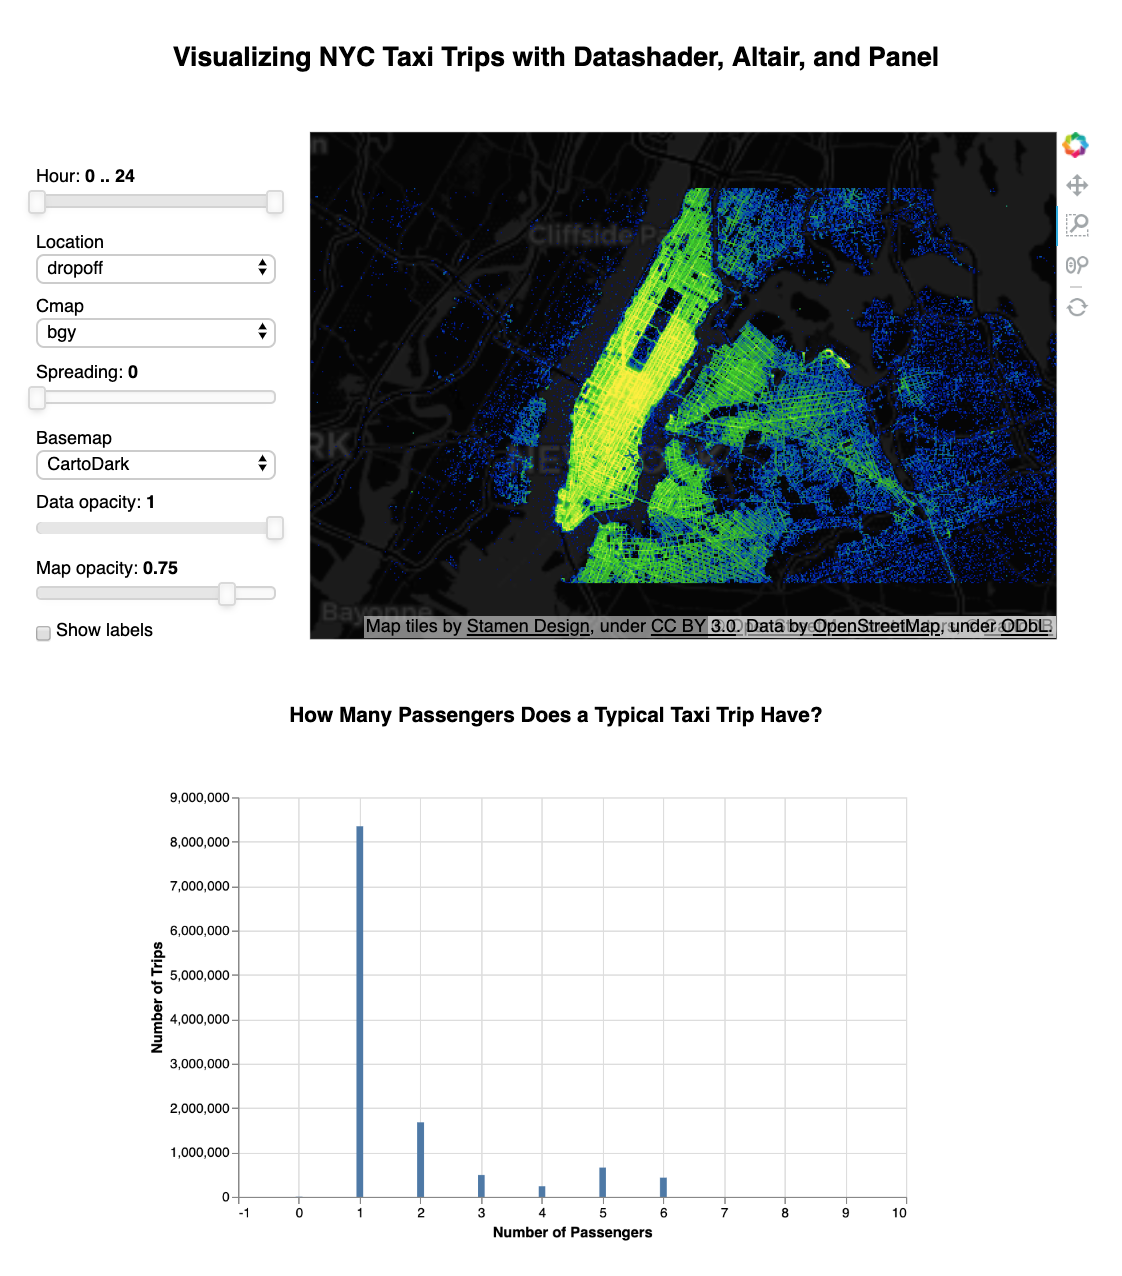 Visualizing NYC Taxi Trips with Datashader, Altair, and Panel
Hour: 0 .. 24
Location
dropoff
Cmap
bgy
Spreading: 0
Basemap
CartoDark
Data opacity: 1
Map opacity: 0.75
Show labels
n
Cliffside
RK
NEW
Bayonne
Map tiles by Stamen Design, under CC BY 3.0. Data by OpenStreetMap, under ODbL.
How Many Passengers Does a Typical Taxi Trip Have?
9,000,000
8,000,000
7,000,000
6,000,000
5,000,000
4,000,000
3,000,000
2,000,000
1,000,000
0
Number of Trips
-1 0 1 2 3 4 5 6 7 8 9 10
Number of Passengers